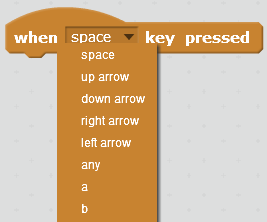 when space key pressed
space
up arrow
down arrow
right arrow
left arrow
any
a
b